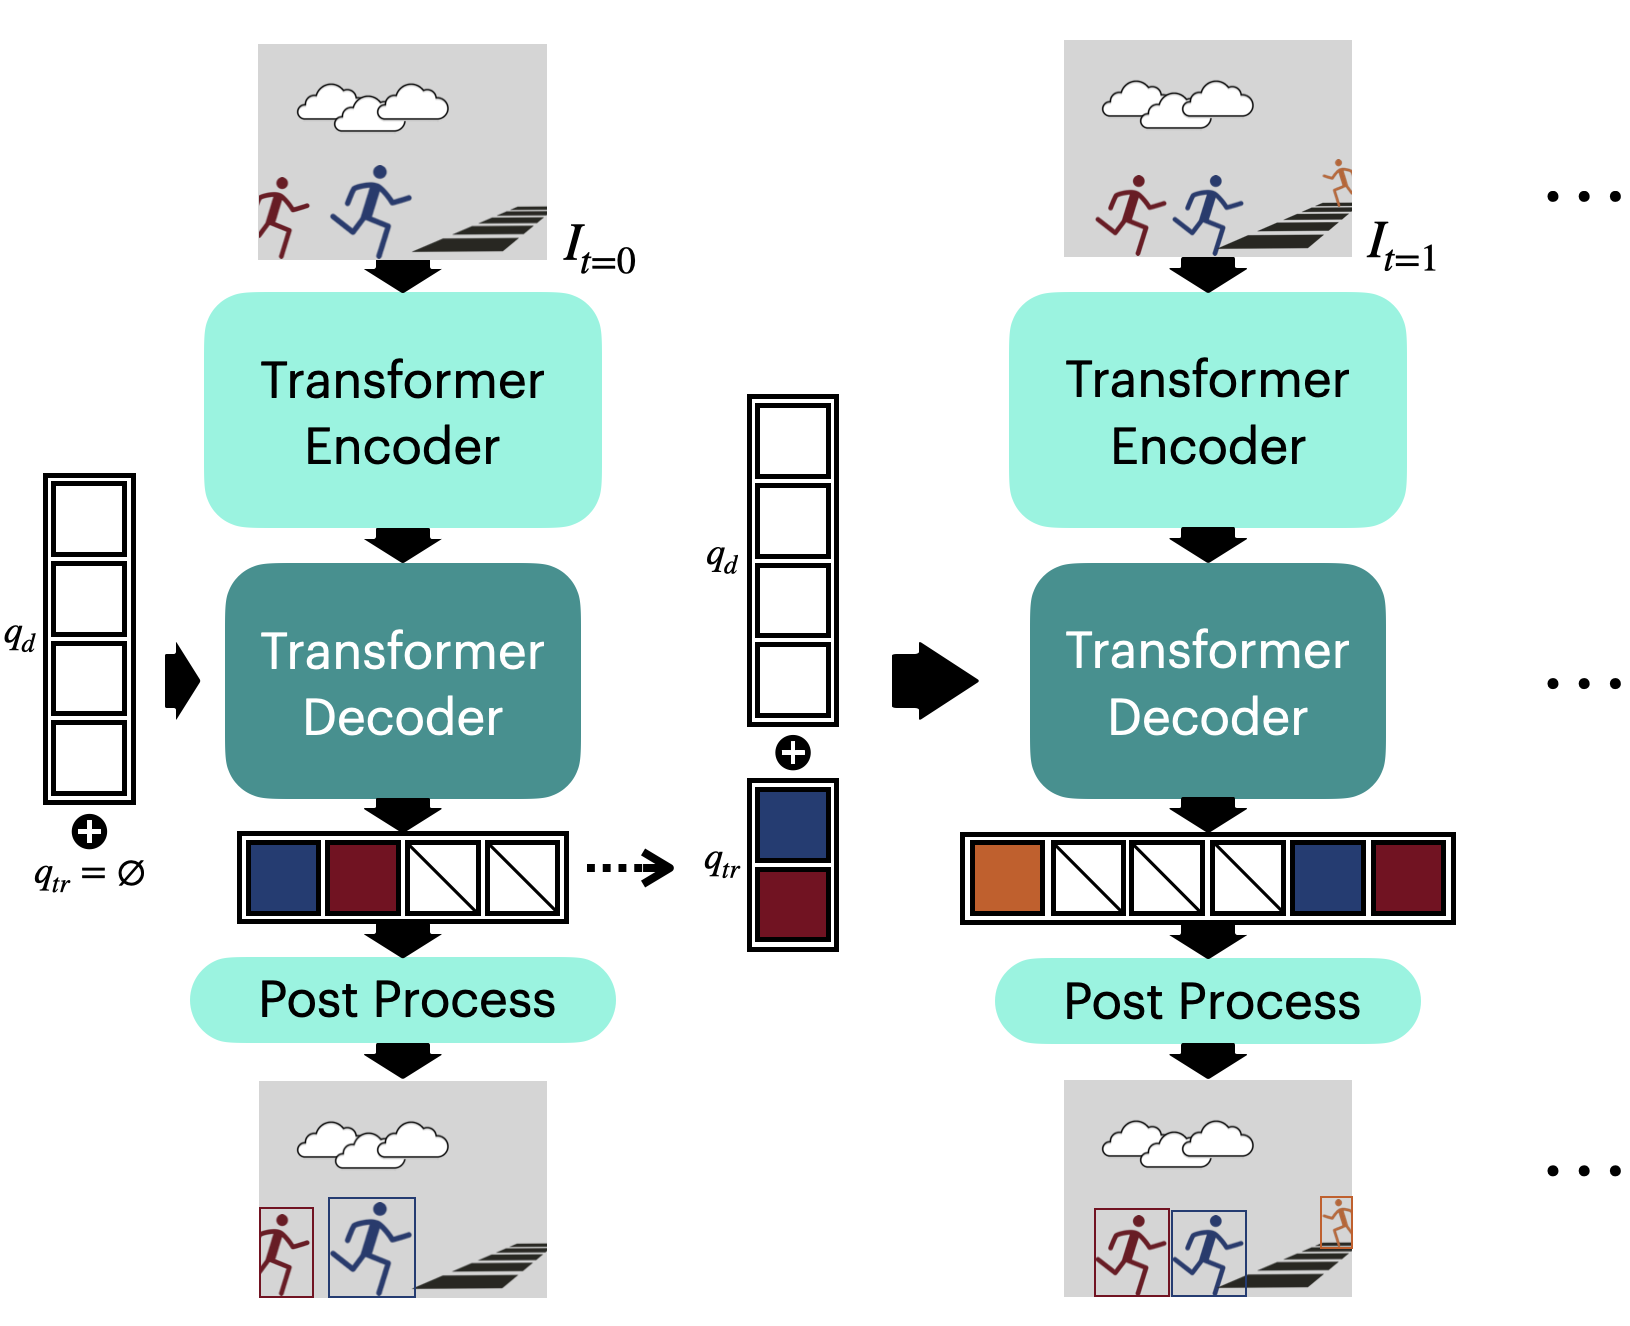 I_{t=0}
Transformer
Encoder
q_d
Transformer
Decoder
q_{tr} = ∅
Post Process
I_{t=1}
Transformer
Encoder
q_d
Transformer
Decoder
q_{tr}
Post Process
• • •
• • •
• • •